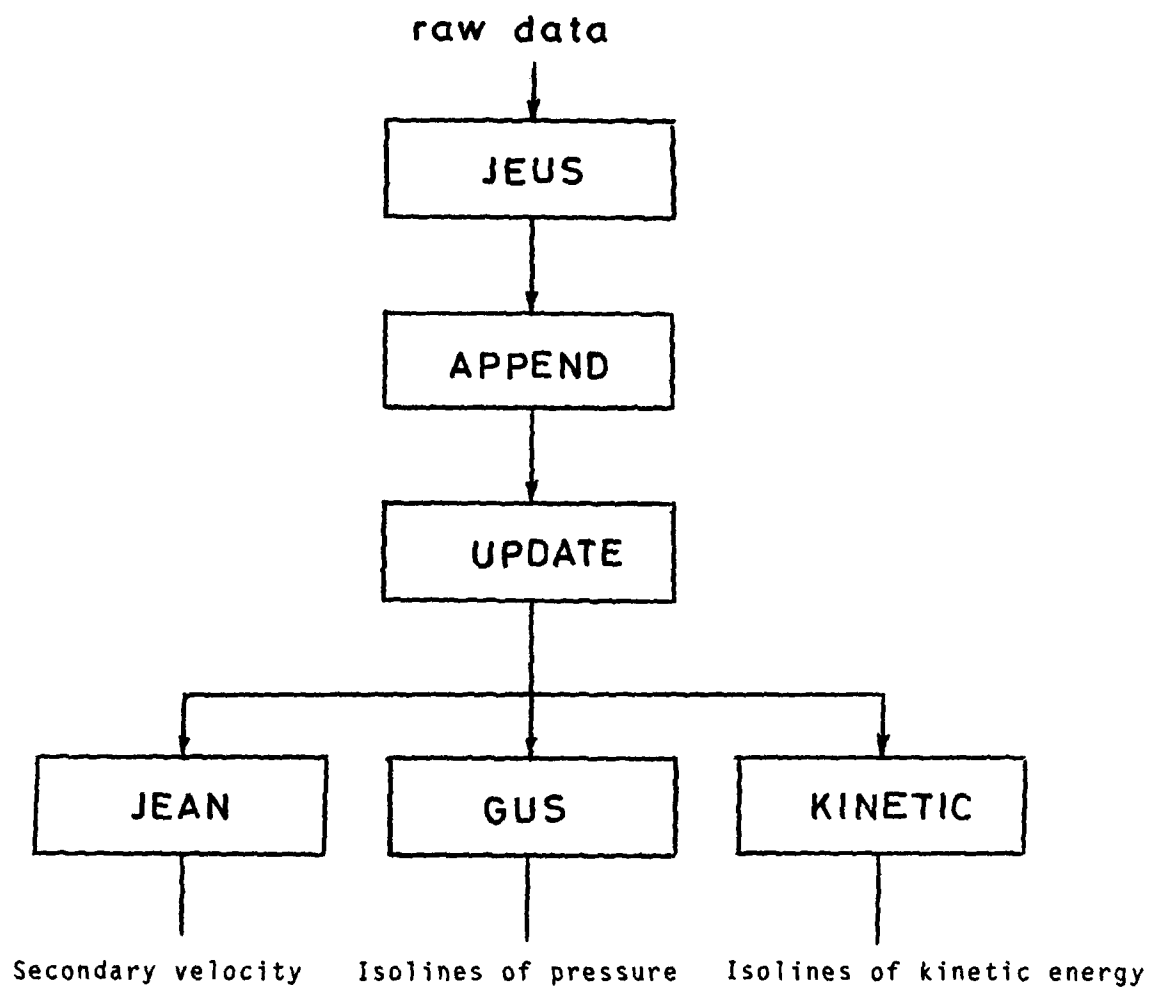 raw data
JEUS
APPEND
UPDATE
JEAN
GUS
KINETIC
Secondary velocity
Isolines of pressure
Isolines of kinetic energy